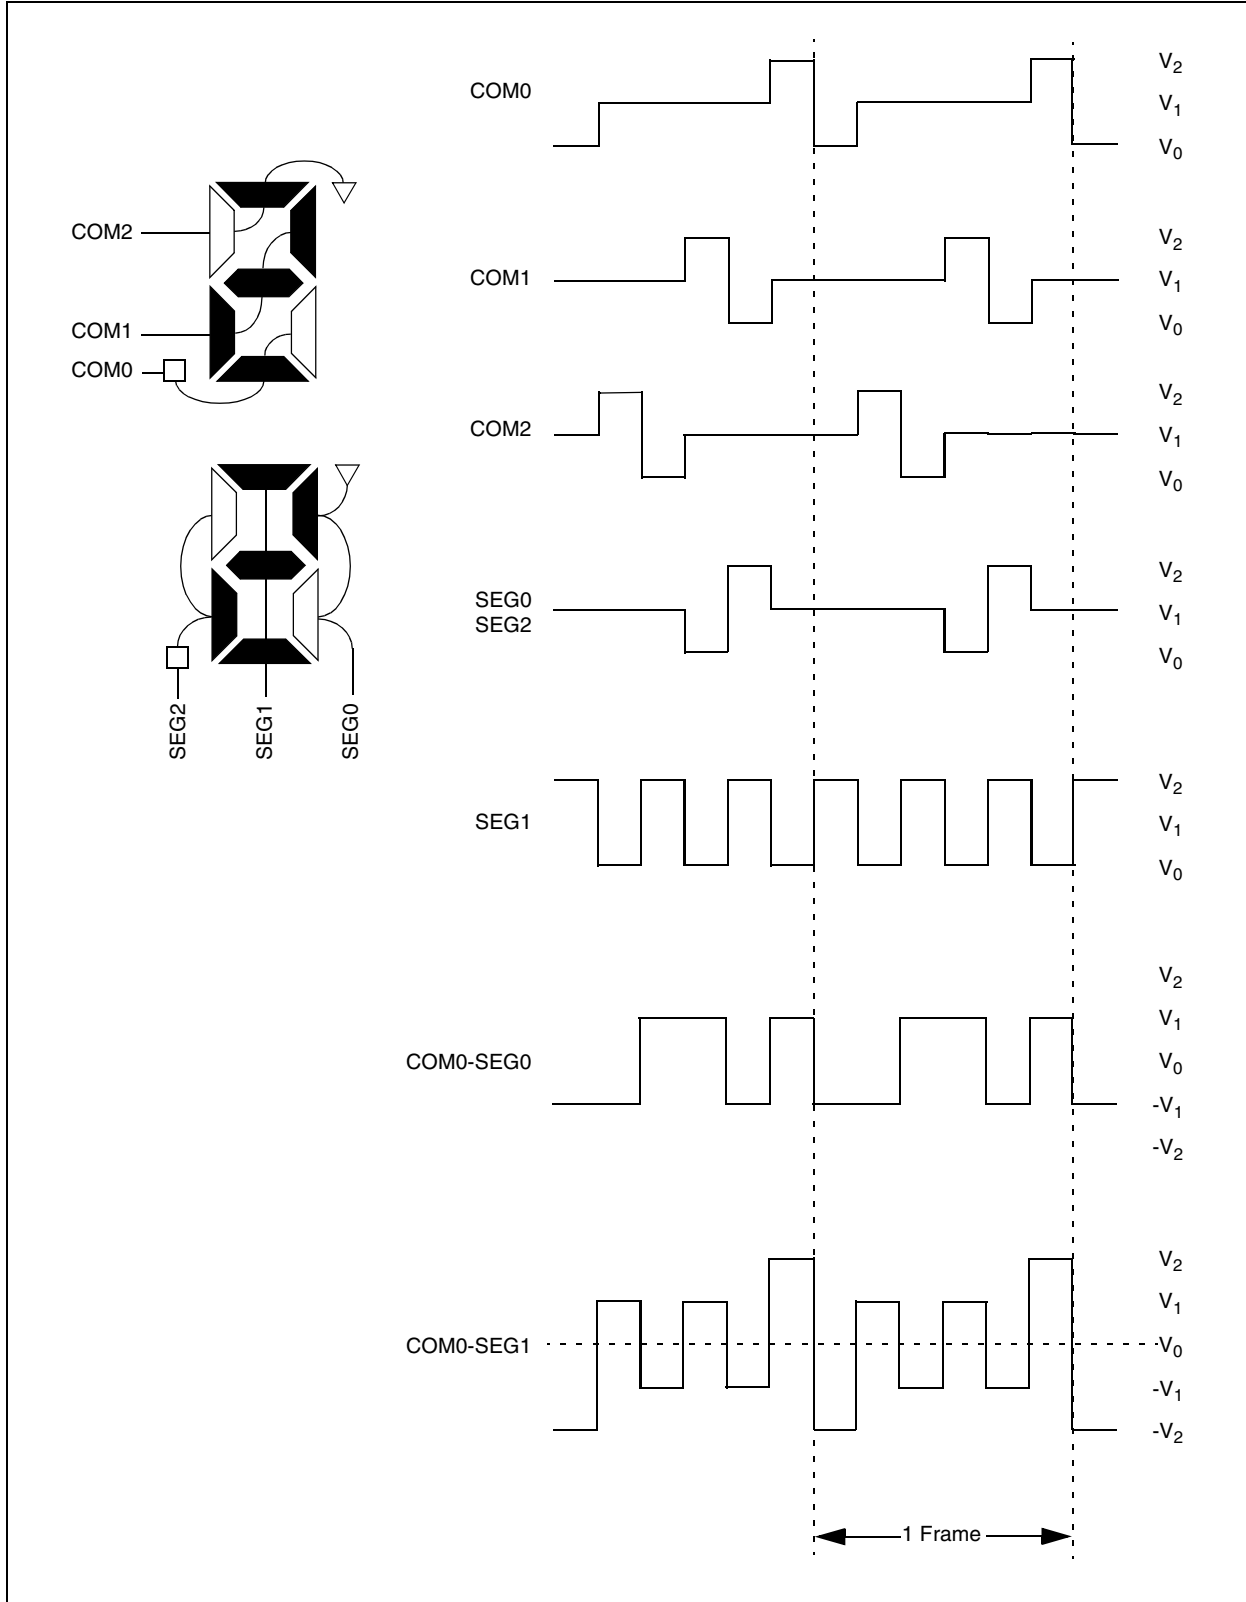 COM0
V2
V1
V0
COM2
COM1
COM0
COM1
V2
V1
V0
COM2
V2
V1
V0
SEG0
SEG2
V2
V1
V0
SEG2
SEG1
SEG0
SEG1
V2
V1
V0
COM0-SEG0
V2
V1
V0
-V1
-V2
COM0-SEG1
V2
V1
V0
-V1
-V2
1 Frame